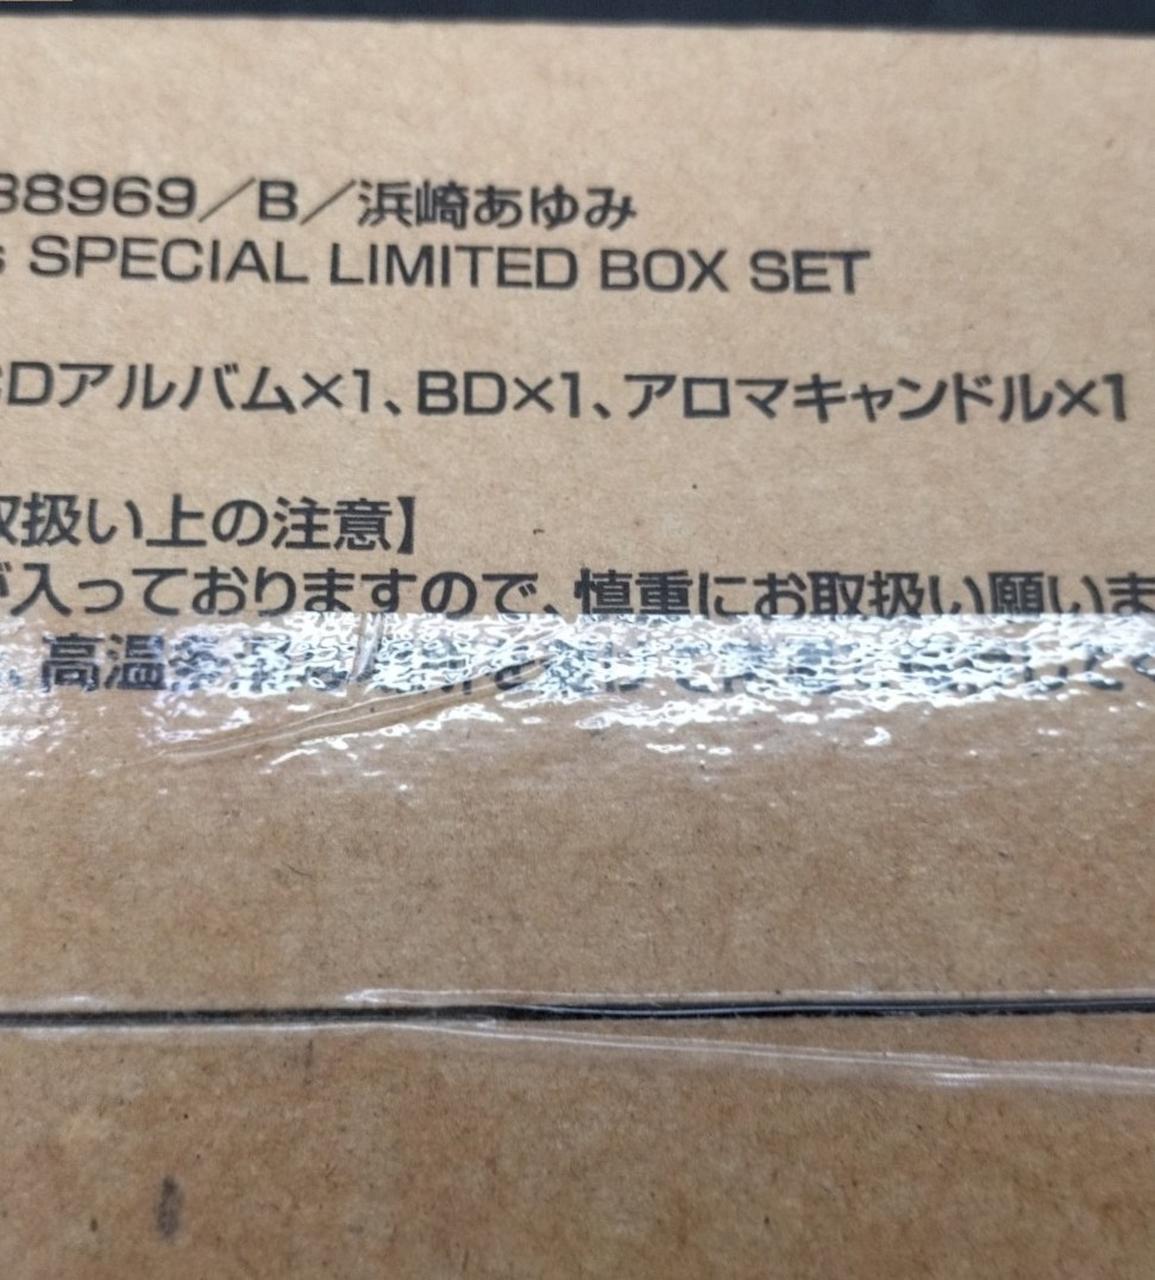 88969／B／浜崎あゆみ
s SPECIAL LIMITED BOX SET
CDアルバム×1、BD×1、アロマキャンドル×1
取扱い上の注意】
が入っておりますので、慎重にお取扱い願いま
高温